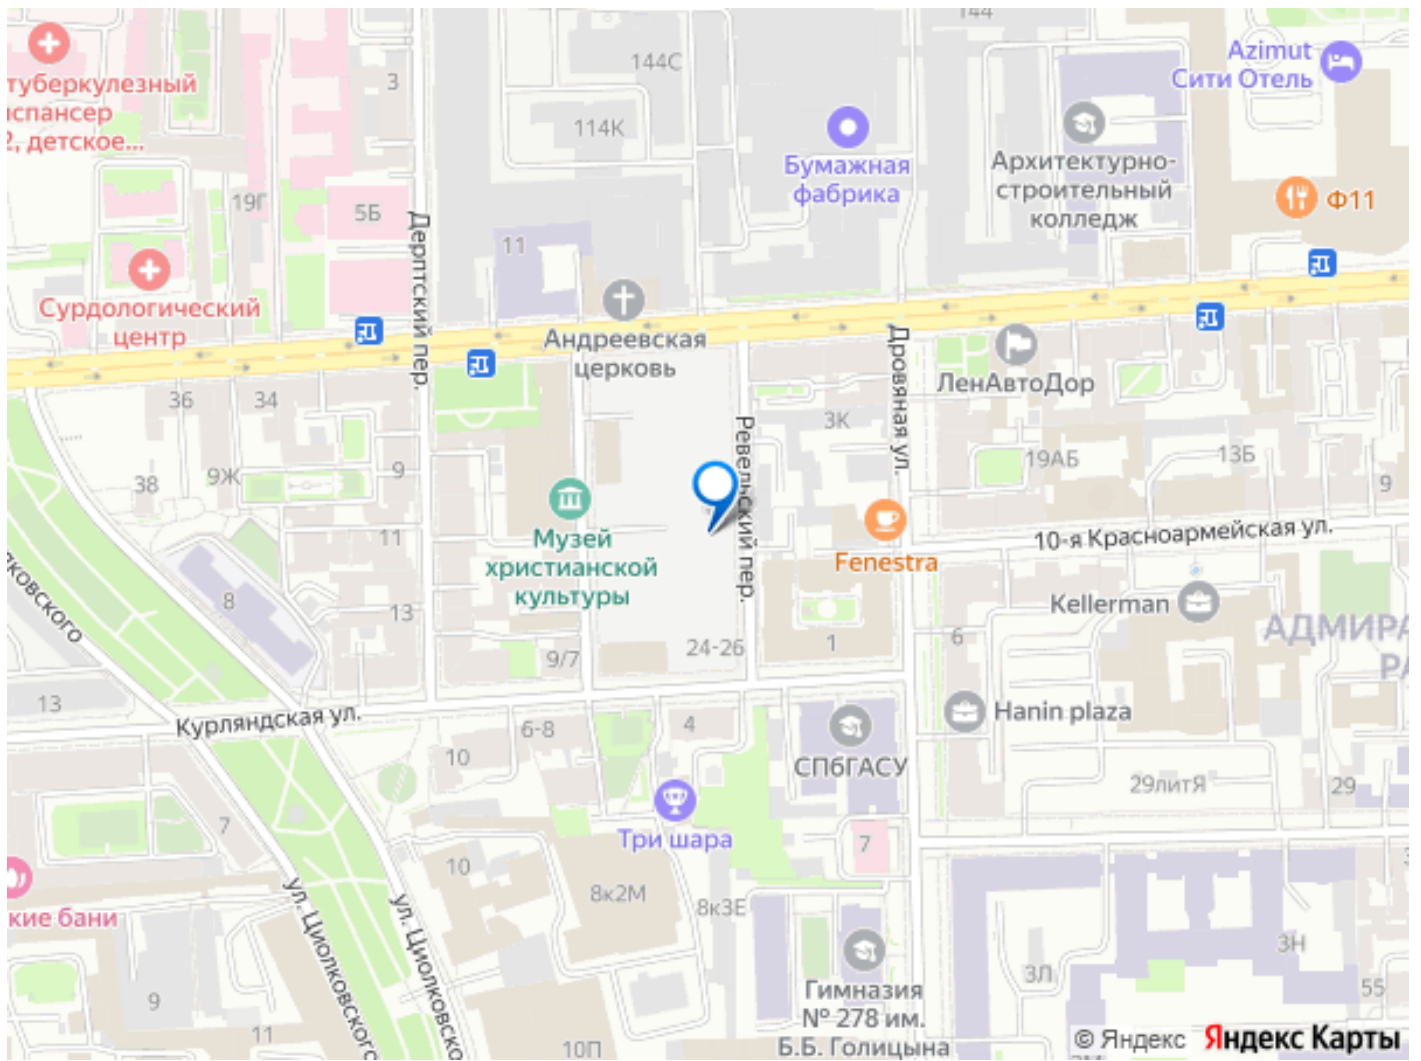 144
Azimut
Сити Отель
144С
3
туберкулезный
испансер
2, детское...
114К
Бумажная
фабрика
Архитектурно-
строительный
колледж
19Г
5Б
Ф11
Дерптский пер.
11
Сурдологический
центр
Андреевская
церковь
Дровяная ул.
ЛенАвтоДор
36
34
3К
Ревельский пер.
19АБ
13Б
9
9Ж
38
9
Музей
христианской
культуры
11
Fenestra
10-я Красноармейская ул.
8
13
Kellerman
АДМИРА
РА
лковского
24-26
1
6
9/7
13
Курляндская ул.
6-8
4
Hanin plaza
10
СПбГАСУ
29литЯ
29
7
Три шара
7
10
8к2М
8к3Е
кие бани
ул. Циолковского
ул. Циолковско
3Н
3Л
9
Гимназия
№ 278 им.
Б.Б. Голицына
55
11
10П
© Яндекс Яндекс Карты